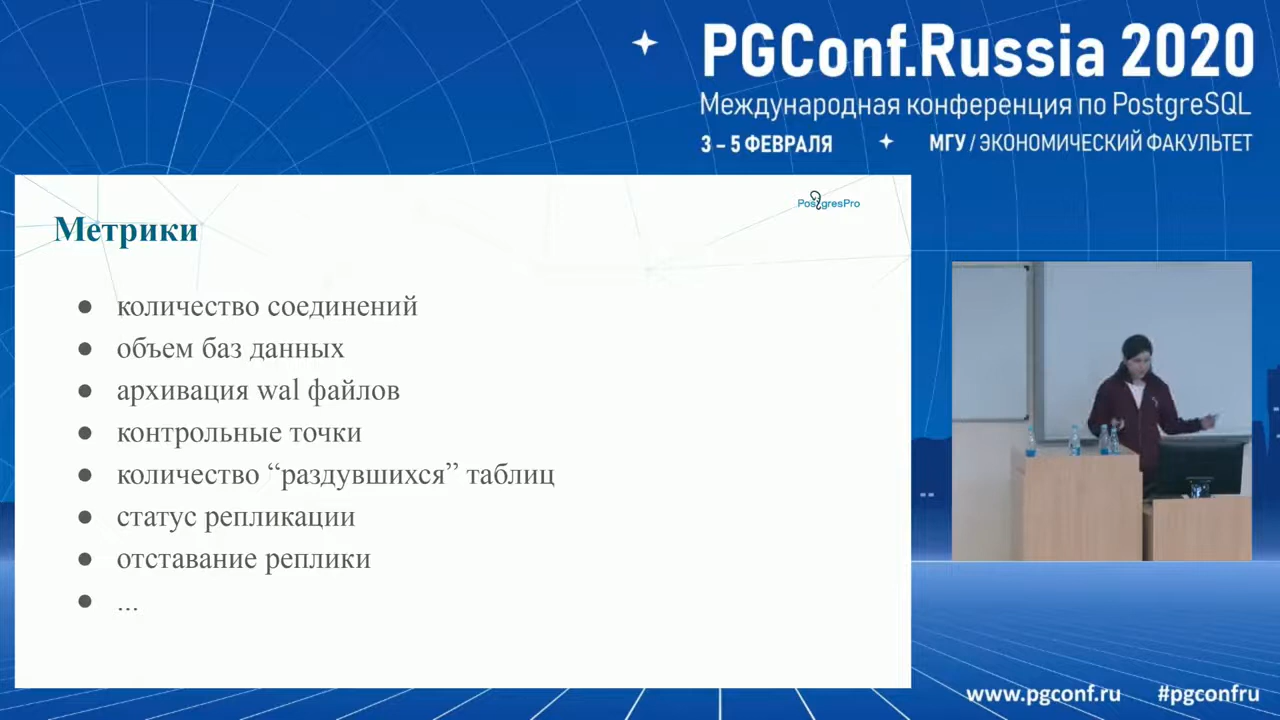 PGConf.Russia 2020
Международная конференция по PostgreSQL
3 – 5 ФЕВРАЛЯ
МГУ / ЭКОНОМИЧЕСКИЙ ФАКУЛЬТЕТ
PostgresPro
Метрики
● количество соединений
● объем баз данных
● архивация wal файлов
● контрольные точки
● количество “раздувшихся” таблиц
● статус репликации
● отставание реплики
● ...
www.pgconf.ru #pgconfru